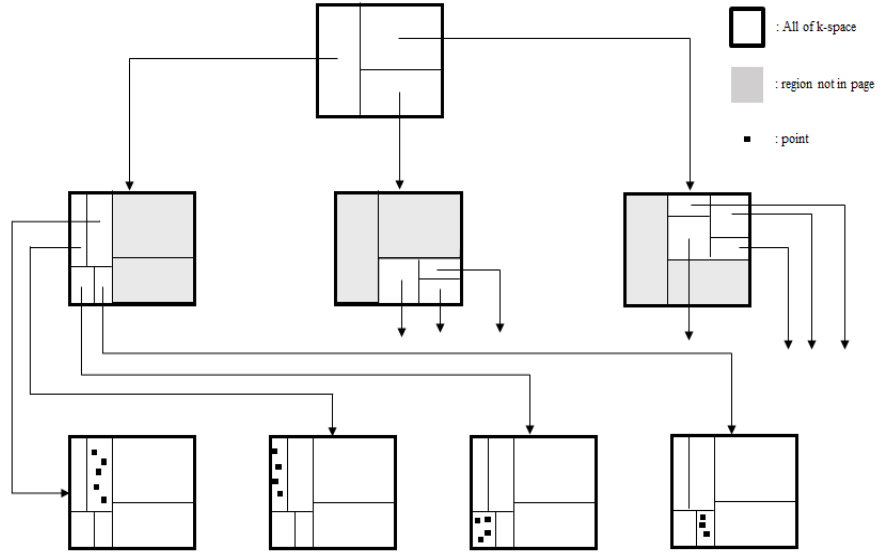 : All of k-space
: region not in page
: point